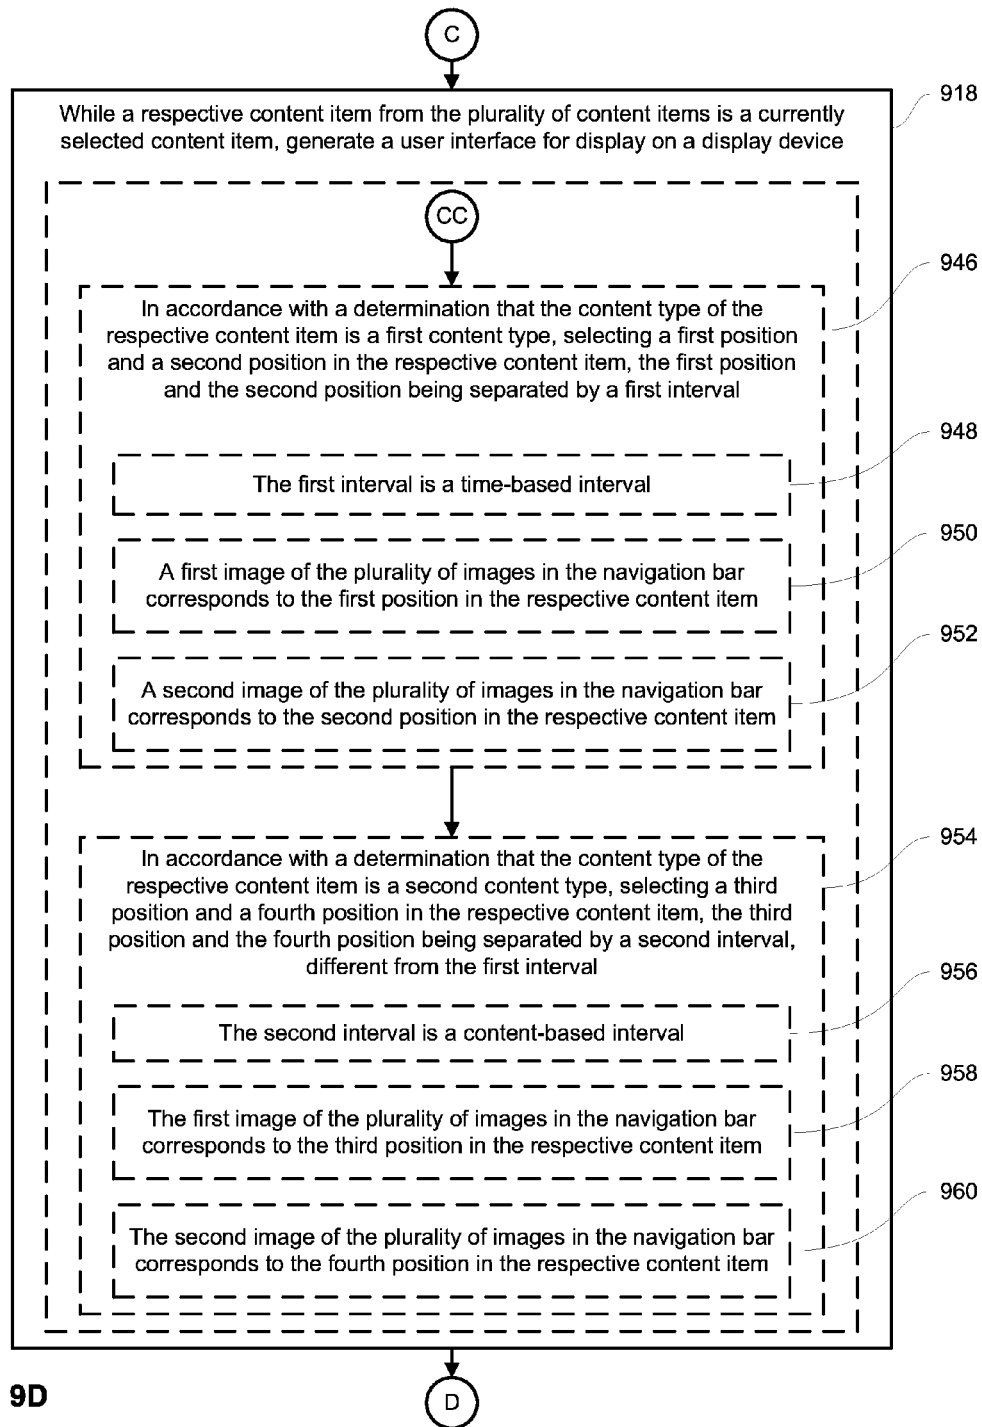 C
While a respective content item from the plurality of content items is a currently
selected content item, generate a user interface for display on a display device
918
CC
946
In accordance with a determination that the content type of the
respective content item is a first content type, selecting a first position
and a second position in the respective content item, the first position
and the second position being separated by a first interval
948
The first interval is a time-based interval
950
A first image of the plurality of images in the navigation bar
corresponds to the first position in the respective content item
952
A second image of the plurality of images in the navigation bar
corresponds to the second position in the respective content item
954
In accordance with a determination that the content type of the
respective content item is a second content type, selecting a third
position and a fourth position in the respective content item, the third
position and the fourth position being separated by a second interval,
different from the first interval
956
The second interval is a content-based interval
958
The first image of the plurality of images in the navigation bar
corresponds to the third position in the respective content item
960
The second image of the plurality of images in the navigation bar
corresponds to the fourth position in the respective content item
9D
D